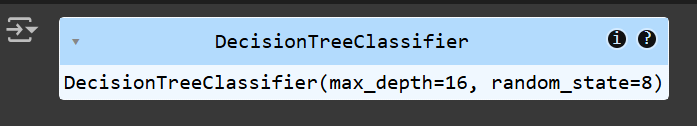 DecisionTreeClassifier i ?
DecisionTreeClassifier(max_depth=16, random_state=8)